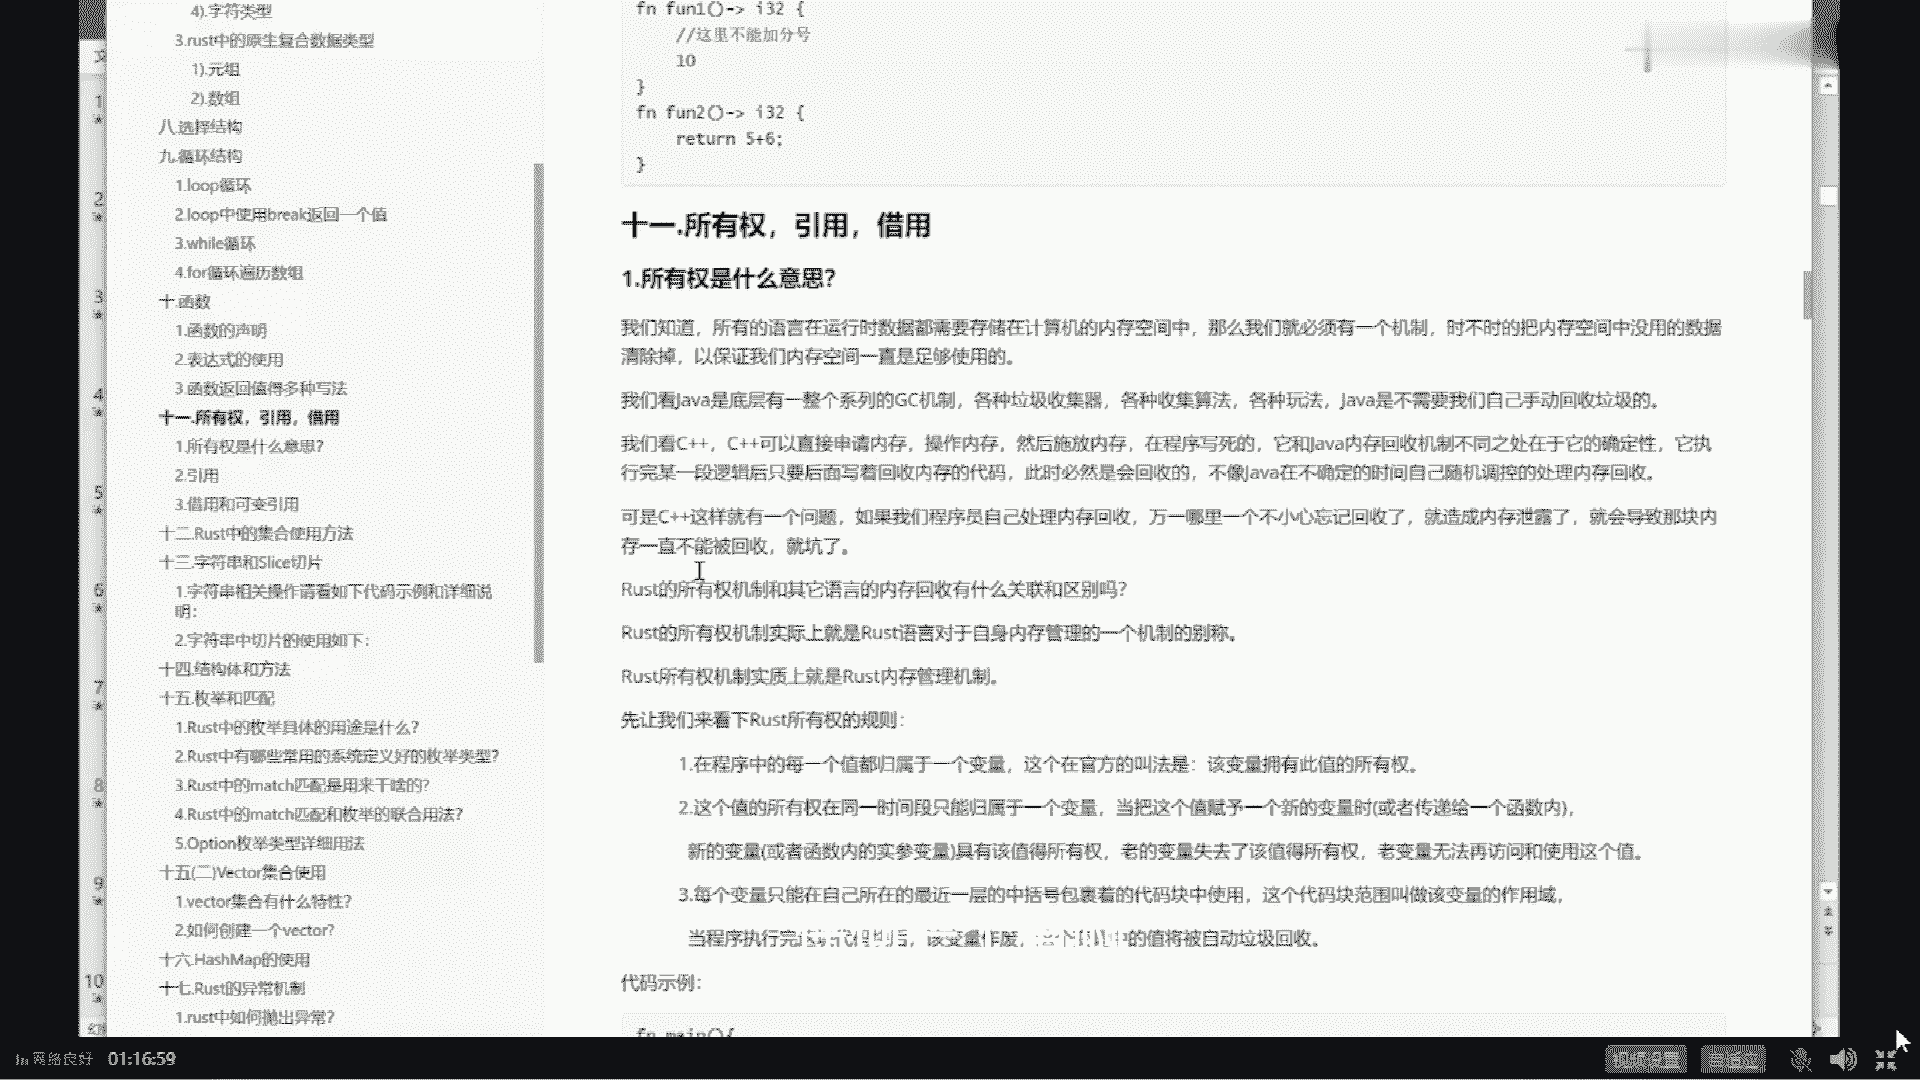 4).字符类型
3.rust中的原生复合数据类型
1).元组
2).数组
八.选择结构
九.循环结构
1.loop循环
2.loop中使用break返回一个值
3.while循环
4.for循环遍历数组
十.函数
1.函数的声明
2.表达式的使用
3.函数返回值得多种写法
十一.所有权，引用，借用
1.所有权是什么意思?
2.引用
3.借用和可变引用
十二.Rust中的集合使用方法
十三.字符串和Slice切片
1.字符串相关操作请看如下代码示例和详细说
明:
2.字符串中切片的使用如下:
十四.结构体和方法
十五.枚举和匹配
1.Rust中的枚举具体的用途是什么?
2.Rust中有哪些常用的系统定义好的枚举类型?
3.Rust中的match匹配是用来干啥的?
4.Rust中的match匹配和枚举的联合用法?
5.Option枚举类型详细用法
十五(二)Vector集合使用
1.vector集合有什么特性?
2.如何创建一个vector?
十六.HashMap的使用
十七.Rust的异常机制
1.rust中如何抛出异常?
fn fun1()-> i32 {
//这里不能加分号
10
}
fn fun2()-> i32 {
return 5+6;
}
十一.所有权，引用，借用
1.所有权是什么意思?
我们知道，所有的语言在运行时数据都需要存储在计算机的内存空间中，那么我们就必须有一个机制，时不时的把内存空间中没用的数据
清除掉，以保证我们内存空间一直是足够使用的。
我们看Java是底层有一整个系列的GC机制，各种垃圾收集器，各种收集算法，各种玩法，Java是不需要我们自己手动回收垃圾的。
我们看C++，C++可以直接申请内存，操作内存，然后施放内存，在程序写死的，它和Java内存回收机制不同之处在于它的确定性，它执
行完某一段逻辑后只要后面写着回收内存的代码，此时必然是会回收的，不像Java在不确定的时间自己随机调控的处理内存回收。
可是C++这样就有一个问题，如果我们程序员自己处理内存回收，万一哪里一个不小心忘记回收了，就造成内存泄露了，就会导致那块内
存一直不能被回收，就坑了。
Rust的所有权机制和其它语言的内存回收有什么关联和区别吗?
Rust的所有权机制实际上就是Rust语言对于自身内存管理的一个机制的别称。
Rust所有权机制实质上就是Rust内存管理机制。
先让我们来看下Rust所有权的规则:
1.在程序中的每一个值都归属于一个变量，这个在官方的叫法是：该变量拥有此值的所有权。
2.这个值的所有权在同一时间段只能归属于一个变量，当把这个值赋予一个新的变量时(或者传递给一个函数内)，
新的变量(或者函数内的实参变量)具有该值得所有权，老的变量失去了该值得所有权，老变量无法再访问和使用这个值。
3.每个变量只能在自己所在的最近一层的中括号包裹着的代码块中使用，这个代码块范围叫做该变量的作用域，
当程序执行完 该变量作废， 中的值将被自动垃圾回收。
代码示例:
fn main(){
1
2
3
4
5
6
7
8
9
10
网络良好 01:16:59